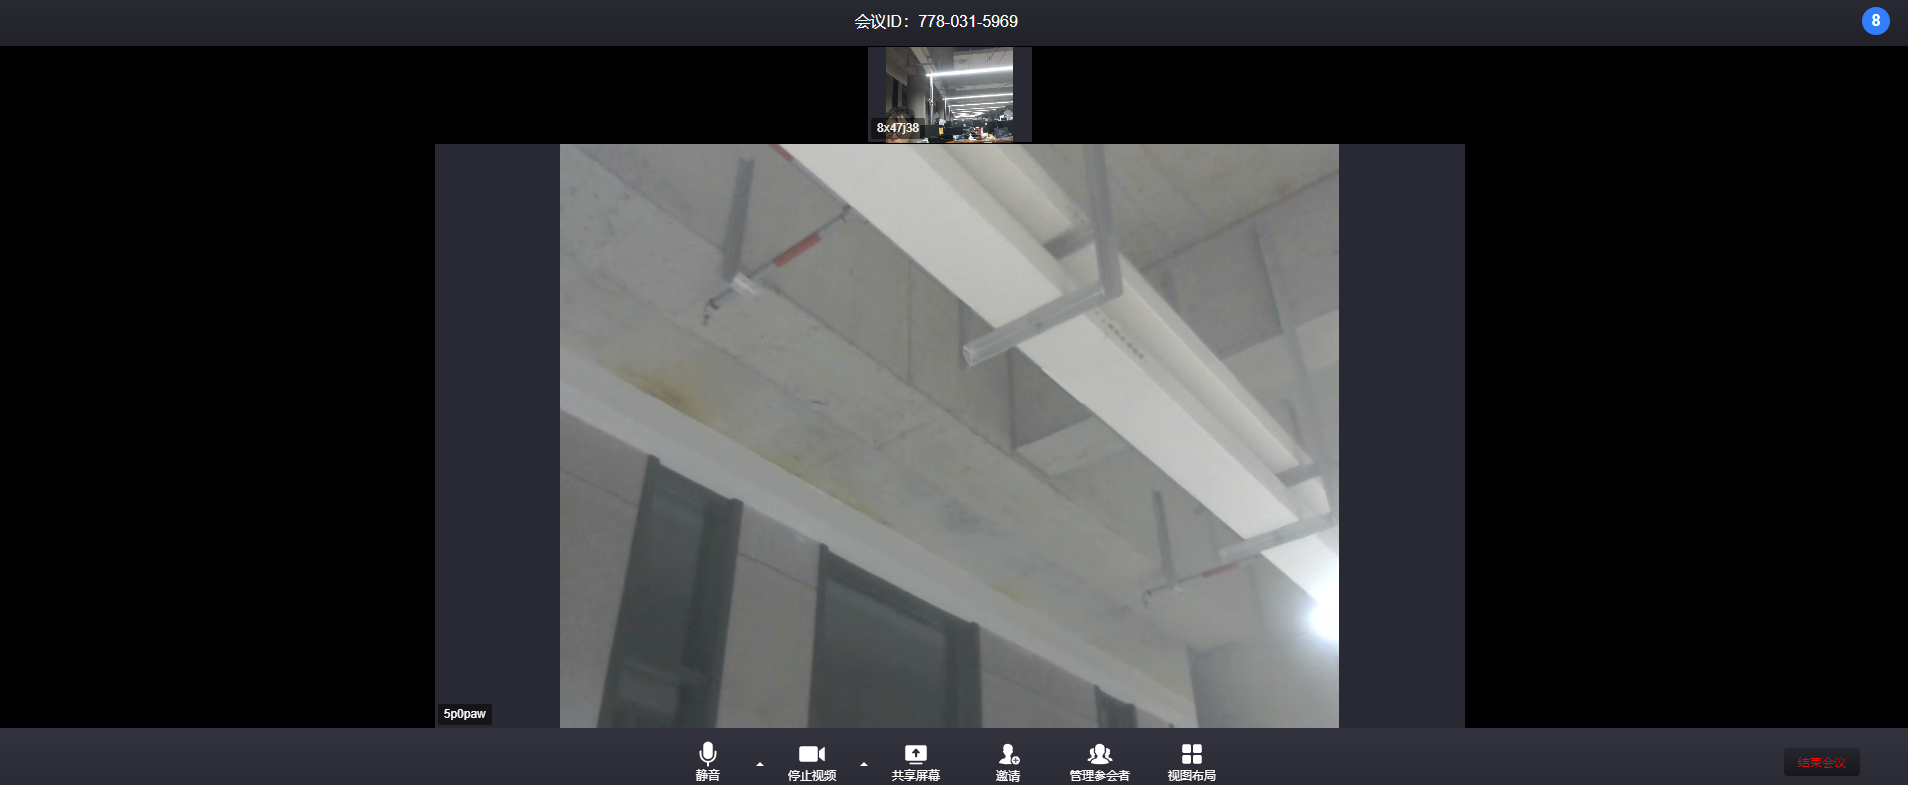 会议ID：778-031-5969
8
8x47j38
5p0paw
静音
停止视频
共享屏幕
邀请
管理参会者
视图布局
结束会议